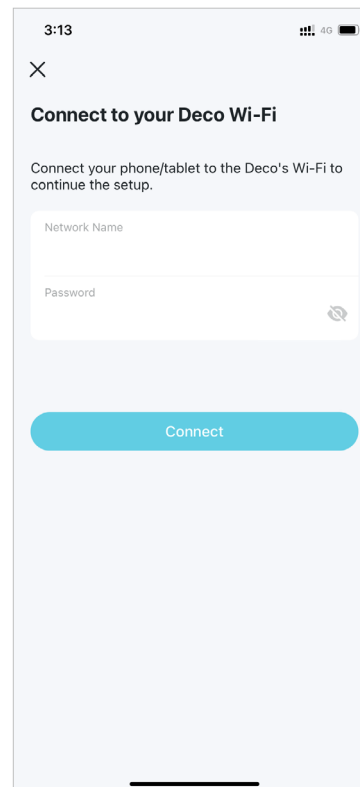 3:13
4G
Connect to your Deco Wi-Fi
Connect your phone/tablet to the Deco's Wi-Fi to
continue the setup.
Network Name
Password
Connect